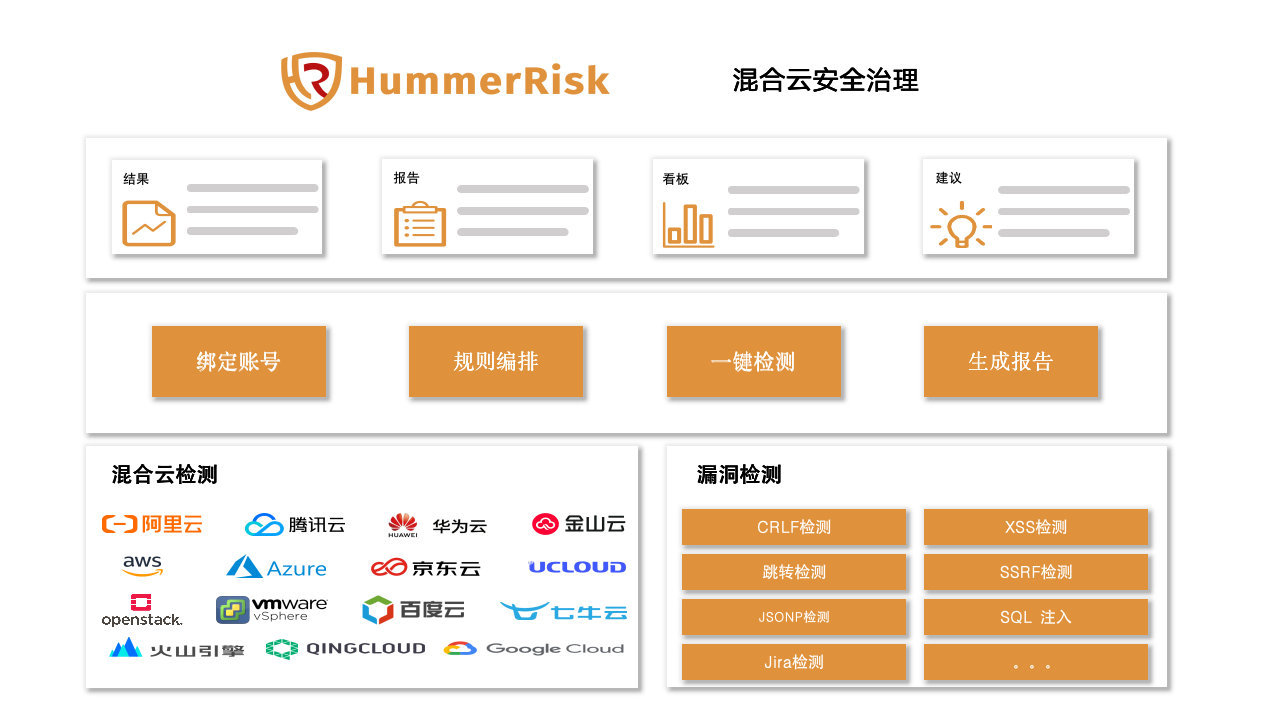 HummerRisk 混合云安全治理
结果 报告 看板 建议
绑定账号 规则编排 一键检测 生成报告
混合云检测
阿里云 腾讯云 HUAWEI 华为云 金山云
aws Azure 京东云 UCLOUD
openstack. vmware vSphere 百度云 七牛云
火山引擎 QINGCLOUD Google Cloud
漏洞检测
CRLF检测 XSS检测
跳转检测 SSRF检测
JSONP检测 SQL 注入
Jira检测 . . .